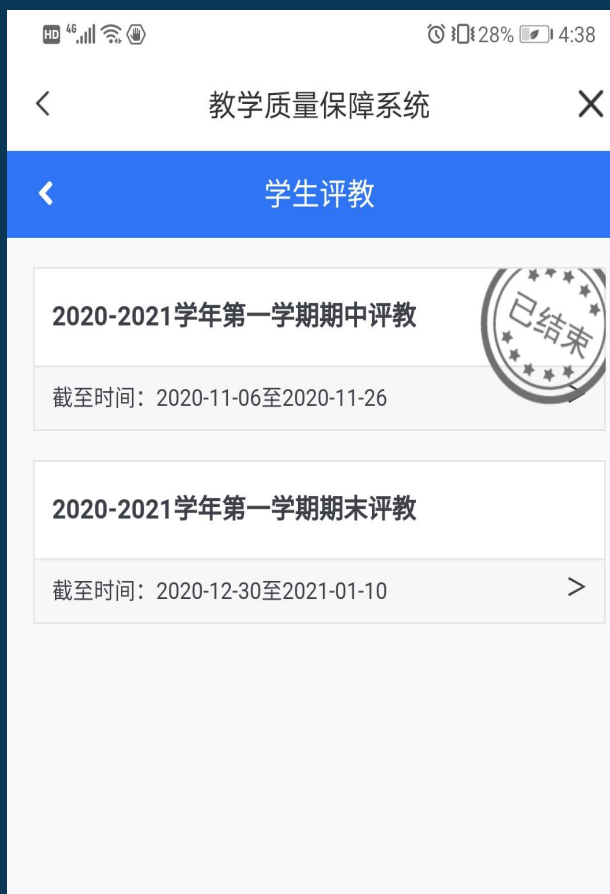 HD 4G 28% 4:38
教学质量保障系统
学生评教
2020-2021学年第一学期期中评教
已结束
截至时间：2020-11-06至2020-11-26
2020-2021学年第一学期期末评教
截至时间：2020-12-30至2021-01-10